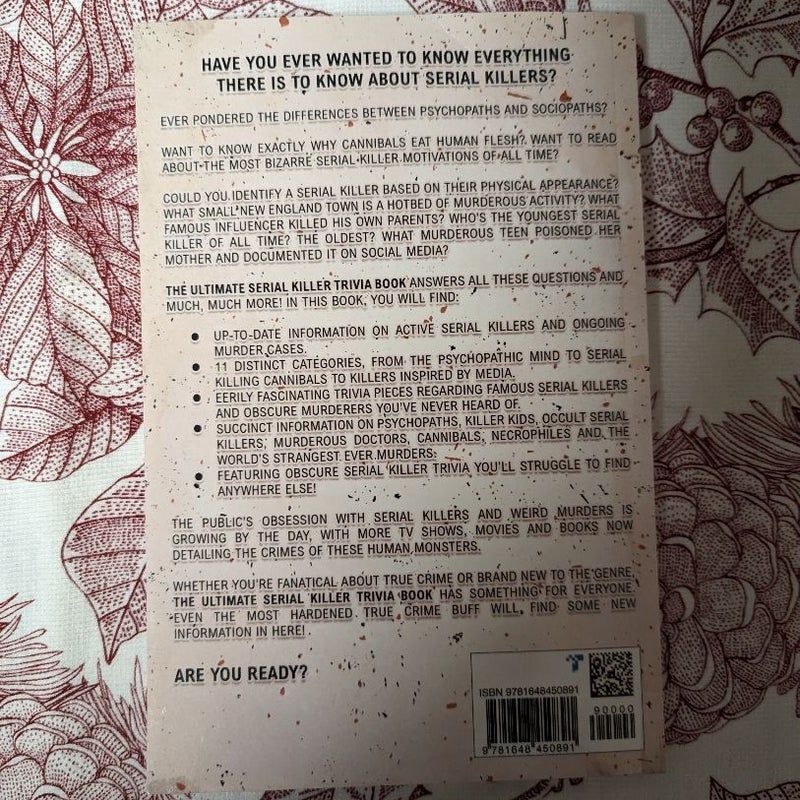 HAVE YOU EVER WANTED TO KNOW EVERYTHING
THERE IS TO KNOW ABOUT SERIAL KILLERS?
EVER PONDERED THE DIFFERENCES BETWEEN PSYCHOPATHS AND SOCIOPATHS?
WANT TO KNOW EXACTLY WHY CANNIBALS EAT HUMAN FLESH? WANT TO READ
ABOUT THE MOST BIZARRE SERIAL KILLER MOTIVATIONS OF ALL TIME?
COULD YOU IDENTIFY A SERIAL KILLER BASED ON THEIR PHYSICAL APPEARANCE?
WHAT SMALL NEW ENGLAND TOWN IS A HOTBED OF MURDEROUS ACTIVITY? WHAT
FAMOUS INFLUENCER KILLED HIS OWN PARENTS? WHO'S THE YOUNGEST SERIAL
KILLER OF ALL TIME? THE OLDEST? WHAT MURDEROUS TEEN POISONED HER
MOTHER AND DOCUMENTED IT ON SOCIAL MEDIA?
THE ULTIMATE SERIAL KILLER TRIVIA BOOK ANSWERS ALL THESE QUESTIONS AND
MUCH, MUCH MORE! IN THIS BOOK, YOU WILL FIND:
● UP-TO-DATE INFORMATION ON ACTIVE SERIAL KILLERS AND ONGOING
MURDER CASES.
● 11 DISTINCT CATEGORIES, FROM THE PSYCHOPATHIC MIND TO SERIAL
KILLING CANNIBALS TO KILLERS INSPIRED BY MEDIA.
● EERILY FASCINATING TRIVIA PIECES REGARDING FAMOUS SERIAL KILLERS
AND OBSCURE MURDERERS YOU'VE NEVER HEARD OF.
● SUCCINCT INFORMATION ON PSYCHOPATHS, KILLER KIDS, OCCULT SERIAL
KILLERS, MURDEROUS DOCTORS, CANNIBALS, NECROPHILES AND THE
WORLD'S STRANGEST EVER MURDERS.
● FEATURING OBSCURE SERIAL KILLER TRIVIA YOU'LL STRUGGLE TO FIND
ANYWHERE ELSE!
THE PUBLIC'S OBSESSION WITH SERIAL KILLERS AND WEIRD MURDERS IS
GROWING BY THE DAY, WITH MORE TV SHOWS, MOVIES AND BOOKS NOW
DETAILING THE CRIMES OF THESE HUMAN MONSTERS.
WHETHER YOU'RE FANATICAL ABOUT TRUE CRIME OR BRAND NEW TO THE GENRE,
THE ULTIMATE SERIAL KILLER TRIVIA BOOK HAS SOMETHING FOR EVERYONE.
EVEN THE MOST HARDENED TRUE CRIME BUFF WILL FIND SOME NEW
INFORMATION IN HERE!
ARE YOU READY?
ISBN 9781648450891
90000
9 781648 450891